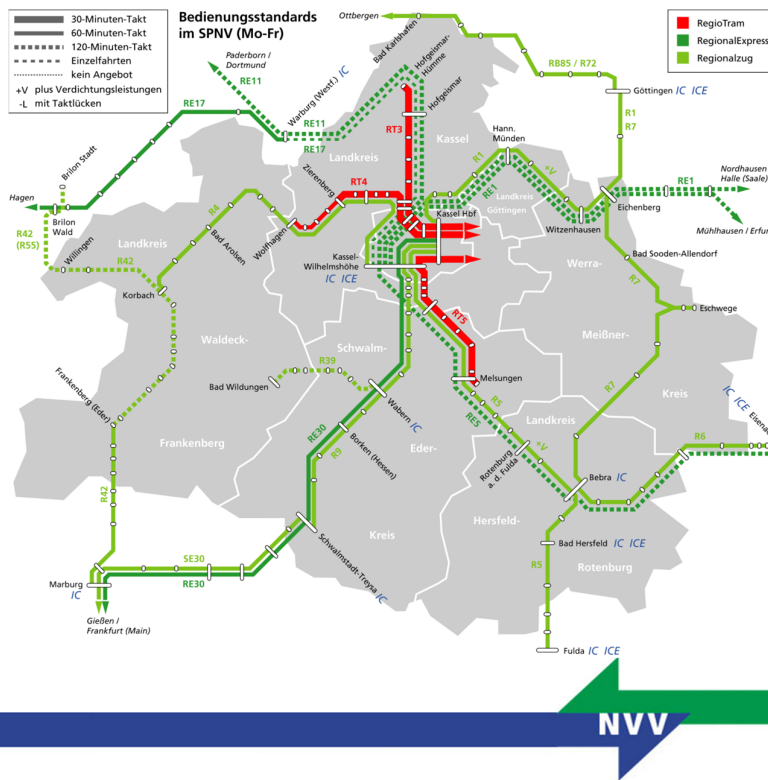 30-Minuten-Takt
60-Minuten-Takt
120-Minuten-Takt
Einzelfahrten
kein Angebot
+V plus Verdichtungsleistungen
-L mit Taktlücken
Bedienungsstandards
im SPNV (Mo-Fr)
RegioTram
RegionalExpress
Regionalzug
Ottbergen
Bad Karlshafen
Hofgeismar-
Hümme
Hofgeismar
Paderborn /
Dortmund
RE11
Warburg (Westf.) IC
RE17
RE11
RE17
RB85 / R72
Göttingen IC ICE
R1
R7
RT3
Kassel
Landkreis
Hann.
Münden
R1
RE1
+V
Landkreis
Göttingen
Nordhausen
Halle (Saale)
RE1
Eichenberg
Mühlhausen / Erfu
Witzenhausen
Brilon Stadt
Hagen
Brilon
Wald
R42
(R55)
Willingen
R42
Landkreis
Korbach
R4
Bad Arolsen
Wolfhagen
Zierenberg
RT4
Kassel Hbf
Kassel-
Wilhelmshöhe
IC ICE
Bad Sooden-Allendorf
Werra-
R7
Eschwege
Meißner-
RT5
Waldeck-
Schwalm-
R39
Bad Wildungen
Melsungen
R7
Kreis
IC ICE
Eisena
Frankenberg (Eder)
Wabern IC
R5
RE5
Landkreis
R6
Frankenberg
RE30
R9
Borken (Hessen)
Eder-
+V
Rotenburg
a. d. Fulda
Bebra IC
R42
Hersfeld-
Kreis
Schwalmstadt-Treysa IC
Bad Hersfeld IC ICE
R5
Rotenburg
SE30
RE30
Marburg
IC
Gießen /
Frankfurt (Main)
Fulda IC ICE
NVV